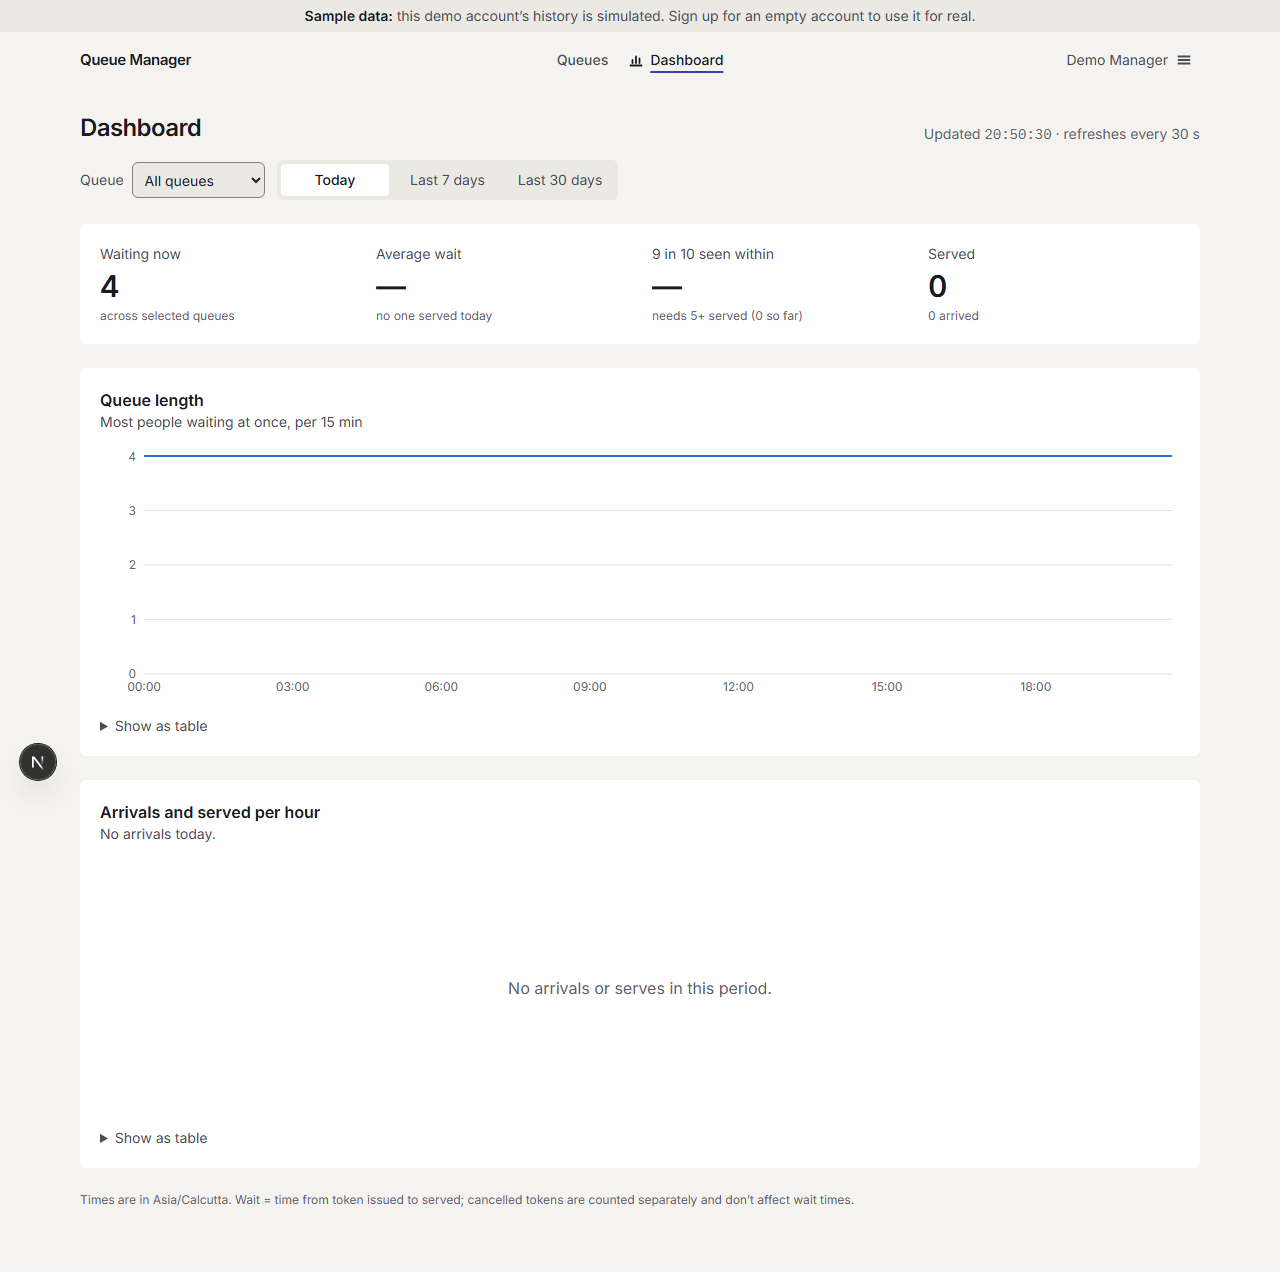 Sample data: this demo account’s history is simulated. Sign up for an empty account to use it for real.
Queue Manager
Queues
Dashboard
Demo Manager
Dashboard
Updated 20:50:30 · refreshes every 30 s
Queue
All queues
Today
Last 7 days
Last 30 days
Waiting now
4
across selected queues
Average wait
—
no one served today
9 in 10 seen within
—
needs 5+ served (0 so far)
Served
0
0 arrived
Queue length
Most people waiting at once, per 15 min
4
3
2
1
0
00:00 03:00 06:00 09:00 12:00 15:00 18:00
Show as table
N
Arrivals and served per hour
No arrivals today.
No arrivals or serves in this period.
Show as table
Times are in Asia/Calcutta. Wait = time from token issued to served; cancelled tokens are counted separately and don’t affect wait times.